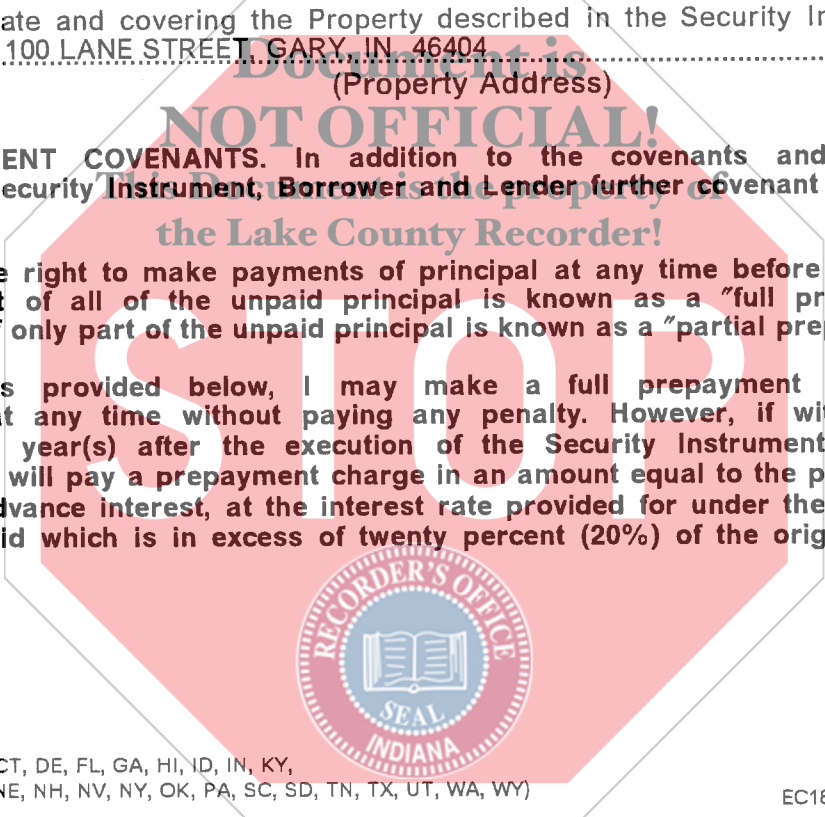 ate and covering the Property described in the Security In
100 LANE STREET, GARY, IN 46404
Document is
(Property Address)
NOT OFFICIAL!
ENT COVENANTS. In addition to the covenants and
ecurity Instrument, Borrower and Lender further covenant
This Document is the property of
the Lake County Recorder!
e right to make payments of principal at any time before
t of all of the unpaid principal is known as a "full pr
f only part of the unpaid principal is known as a "partial prep
STOP
s provided below, I may make a full prepayment
at any time without paying any penalty. However, if wit
year(s) after the execution of the Security Instrument
will pay a prepayment charge in an amount equal to the p
dvance interest, at the interest rate provided for under the
id which is in excess of twenty percent (20%) of the orig
RECORDER'S OFFICE
SEAL
INDIANA
CT, DE, FL, GA, HI, ID, IN, KY,
NE, NH, NV, NY, OK, PA, SC, SD, TN, TX, UT, WA, WY)
EC18